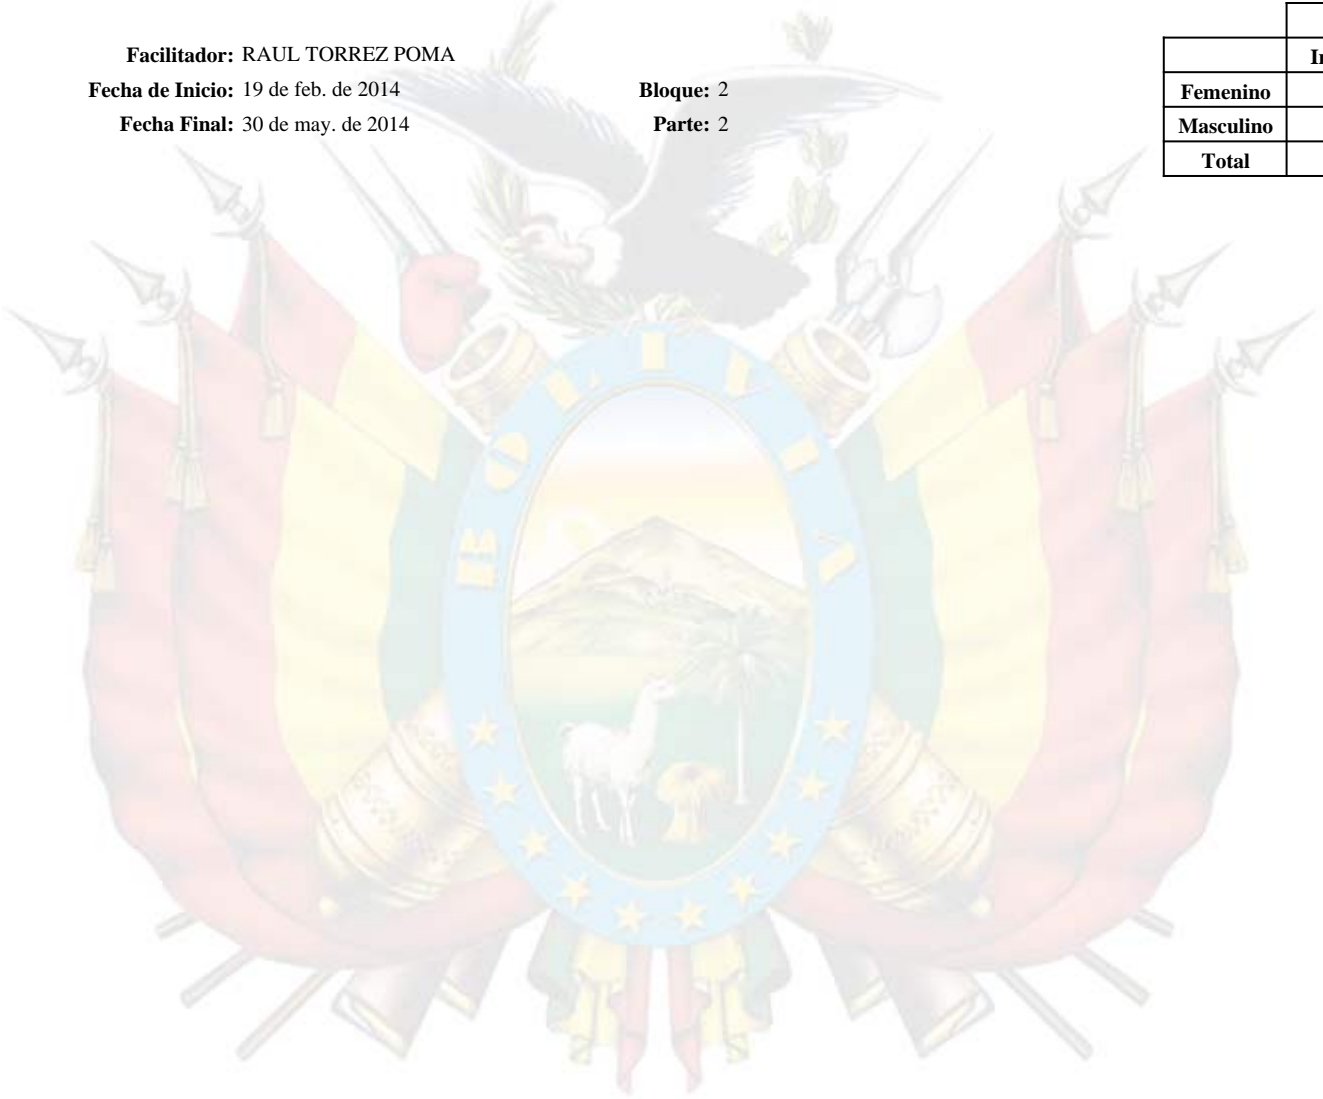 Facilitador: RAUL TORREZ POMA
Fecha de Inicio: 19 de feb. de 2014 Bloque: 2
Fecha Final: 30 de may. de 2014 Parte: 2
Femenino
Masculino
Total
BOLIVIA